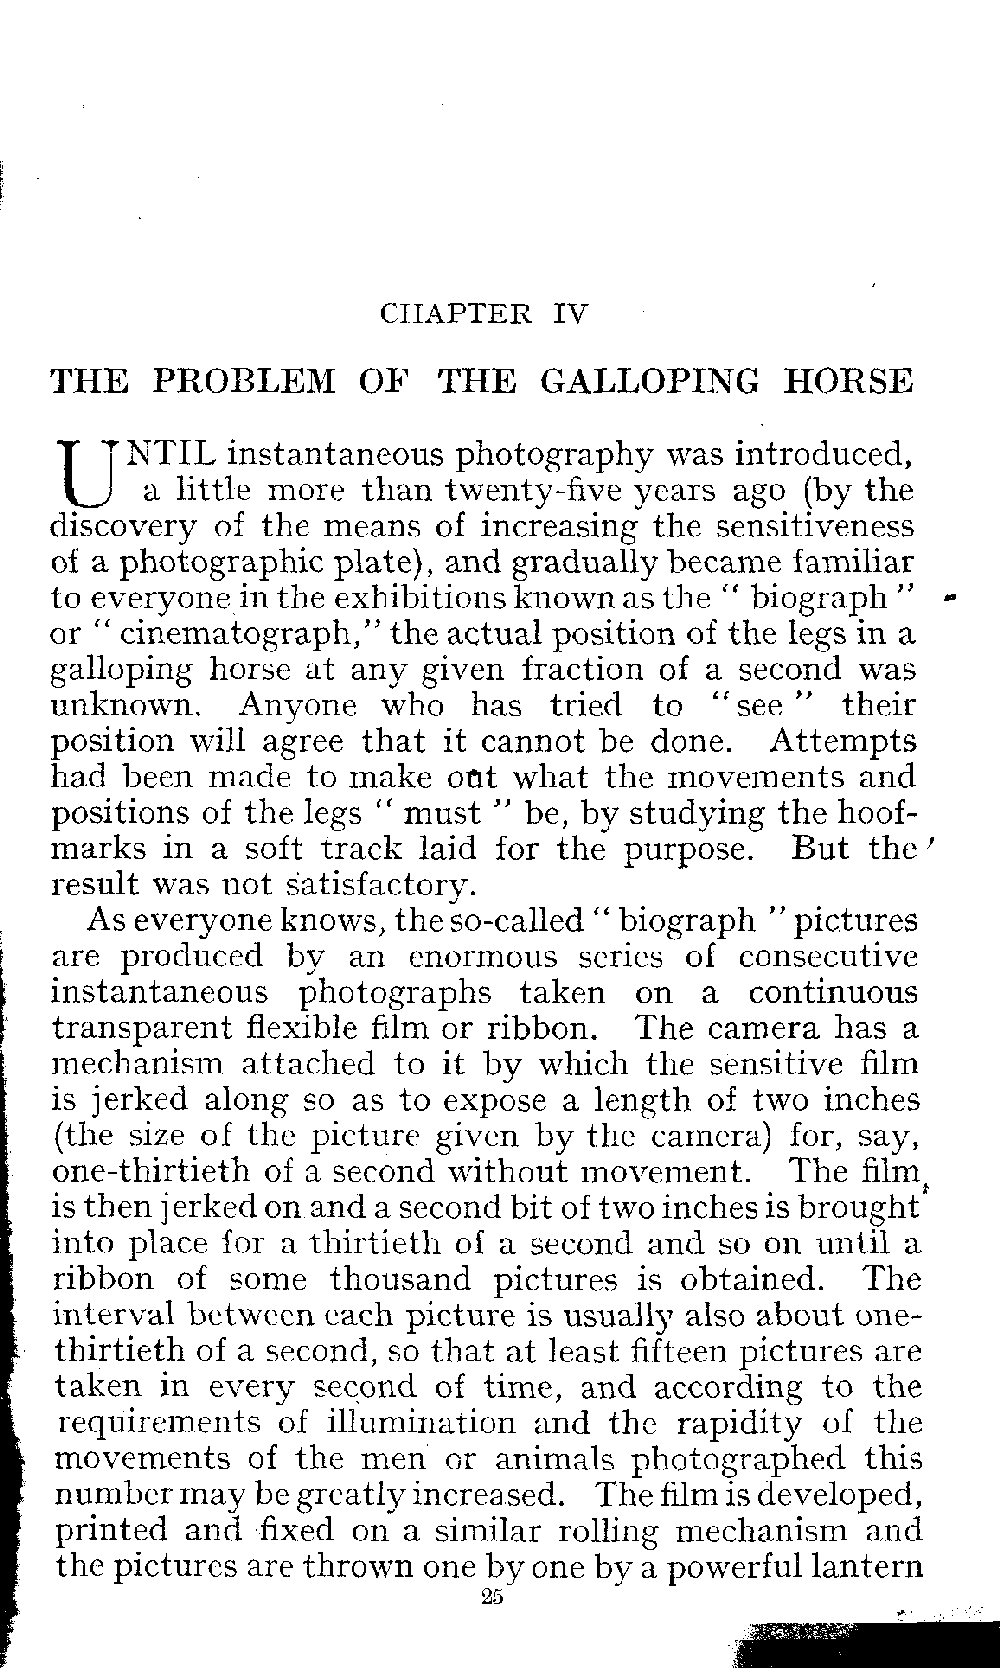 CHAPTER IV
THE PROBLEM OF THE GALLOPING HORSE
UNTIL instantaneous photography was introduced,
a little more than twenty-five years ago (by the
discovery of the means of increasing the sensitiveness
of a photographic plate), and gradually became familiar
to everyone in the exhibitions known as the " biograph "
or " cinematograph," the actual position of the legs in a
galloping horse at any given fraction of a second was
unknown. Anyone who has tried to " see " their
position will agree that it cannot be done. Attempts
had been made to make out what the movements and
positions of the legs " must " be, by studying the hoof-
marks in a soft track laid for the purpose. But the
result was not satisfactory.
As everyone knows, the so-called " biograph " pictures
are produced by an enormous series of consecutive
instantaneous photographs taken on a continuous
transparent flexible film or ribbon. The camera has a
mechanism attached to it by which the sensitive film
is jerked along so as to expose a length of two inches
(the size of the picture given by the camera) for, say,
one-thirtieth of a second without movement. The film
is then jerked on and a second bit of two inches is brought
into place for a thirtieth of a second and so on until a
ribbon of some thousand pictures is obtained. The
interval between each picture is usually also about one-
thirtieth of a second, so that at least fifteen pictures are
taken in every second of time, and according to the
requirements of illumination and the rapidity of the
movements of the men or animals photographed this
number may be greatly increased. The film is developed,
printed and fixed on a similar rolling mechanism and
the pictures are thrown one by one by a powerful lantern
25